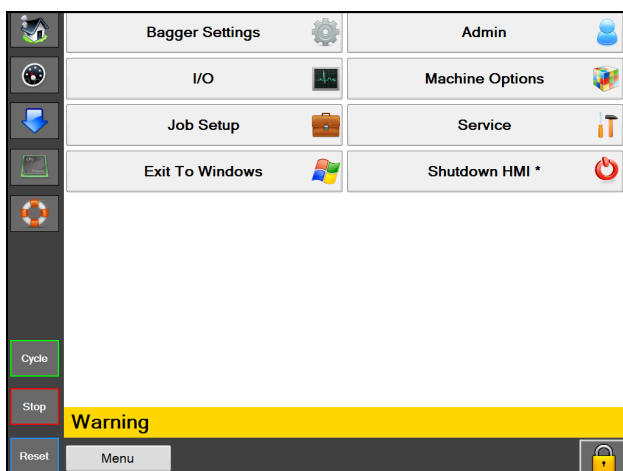 Bagger Settings
Admin
I/O
Machine Options
Job Setup
Service
Exit To Windows
Shutdown HMI *
Cycle
Stop
Warning
Reset
Menu